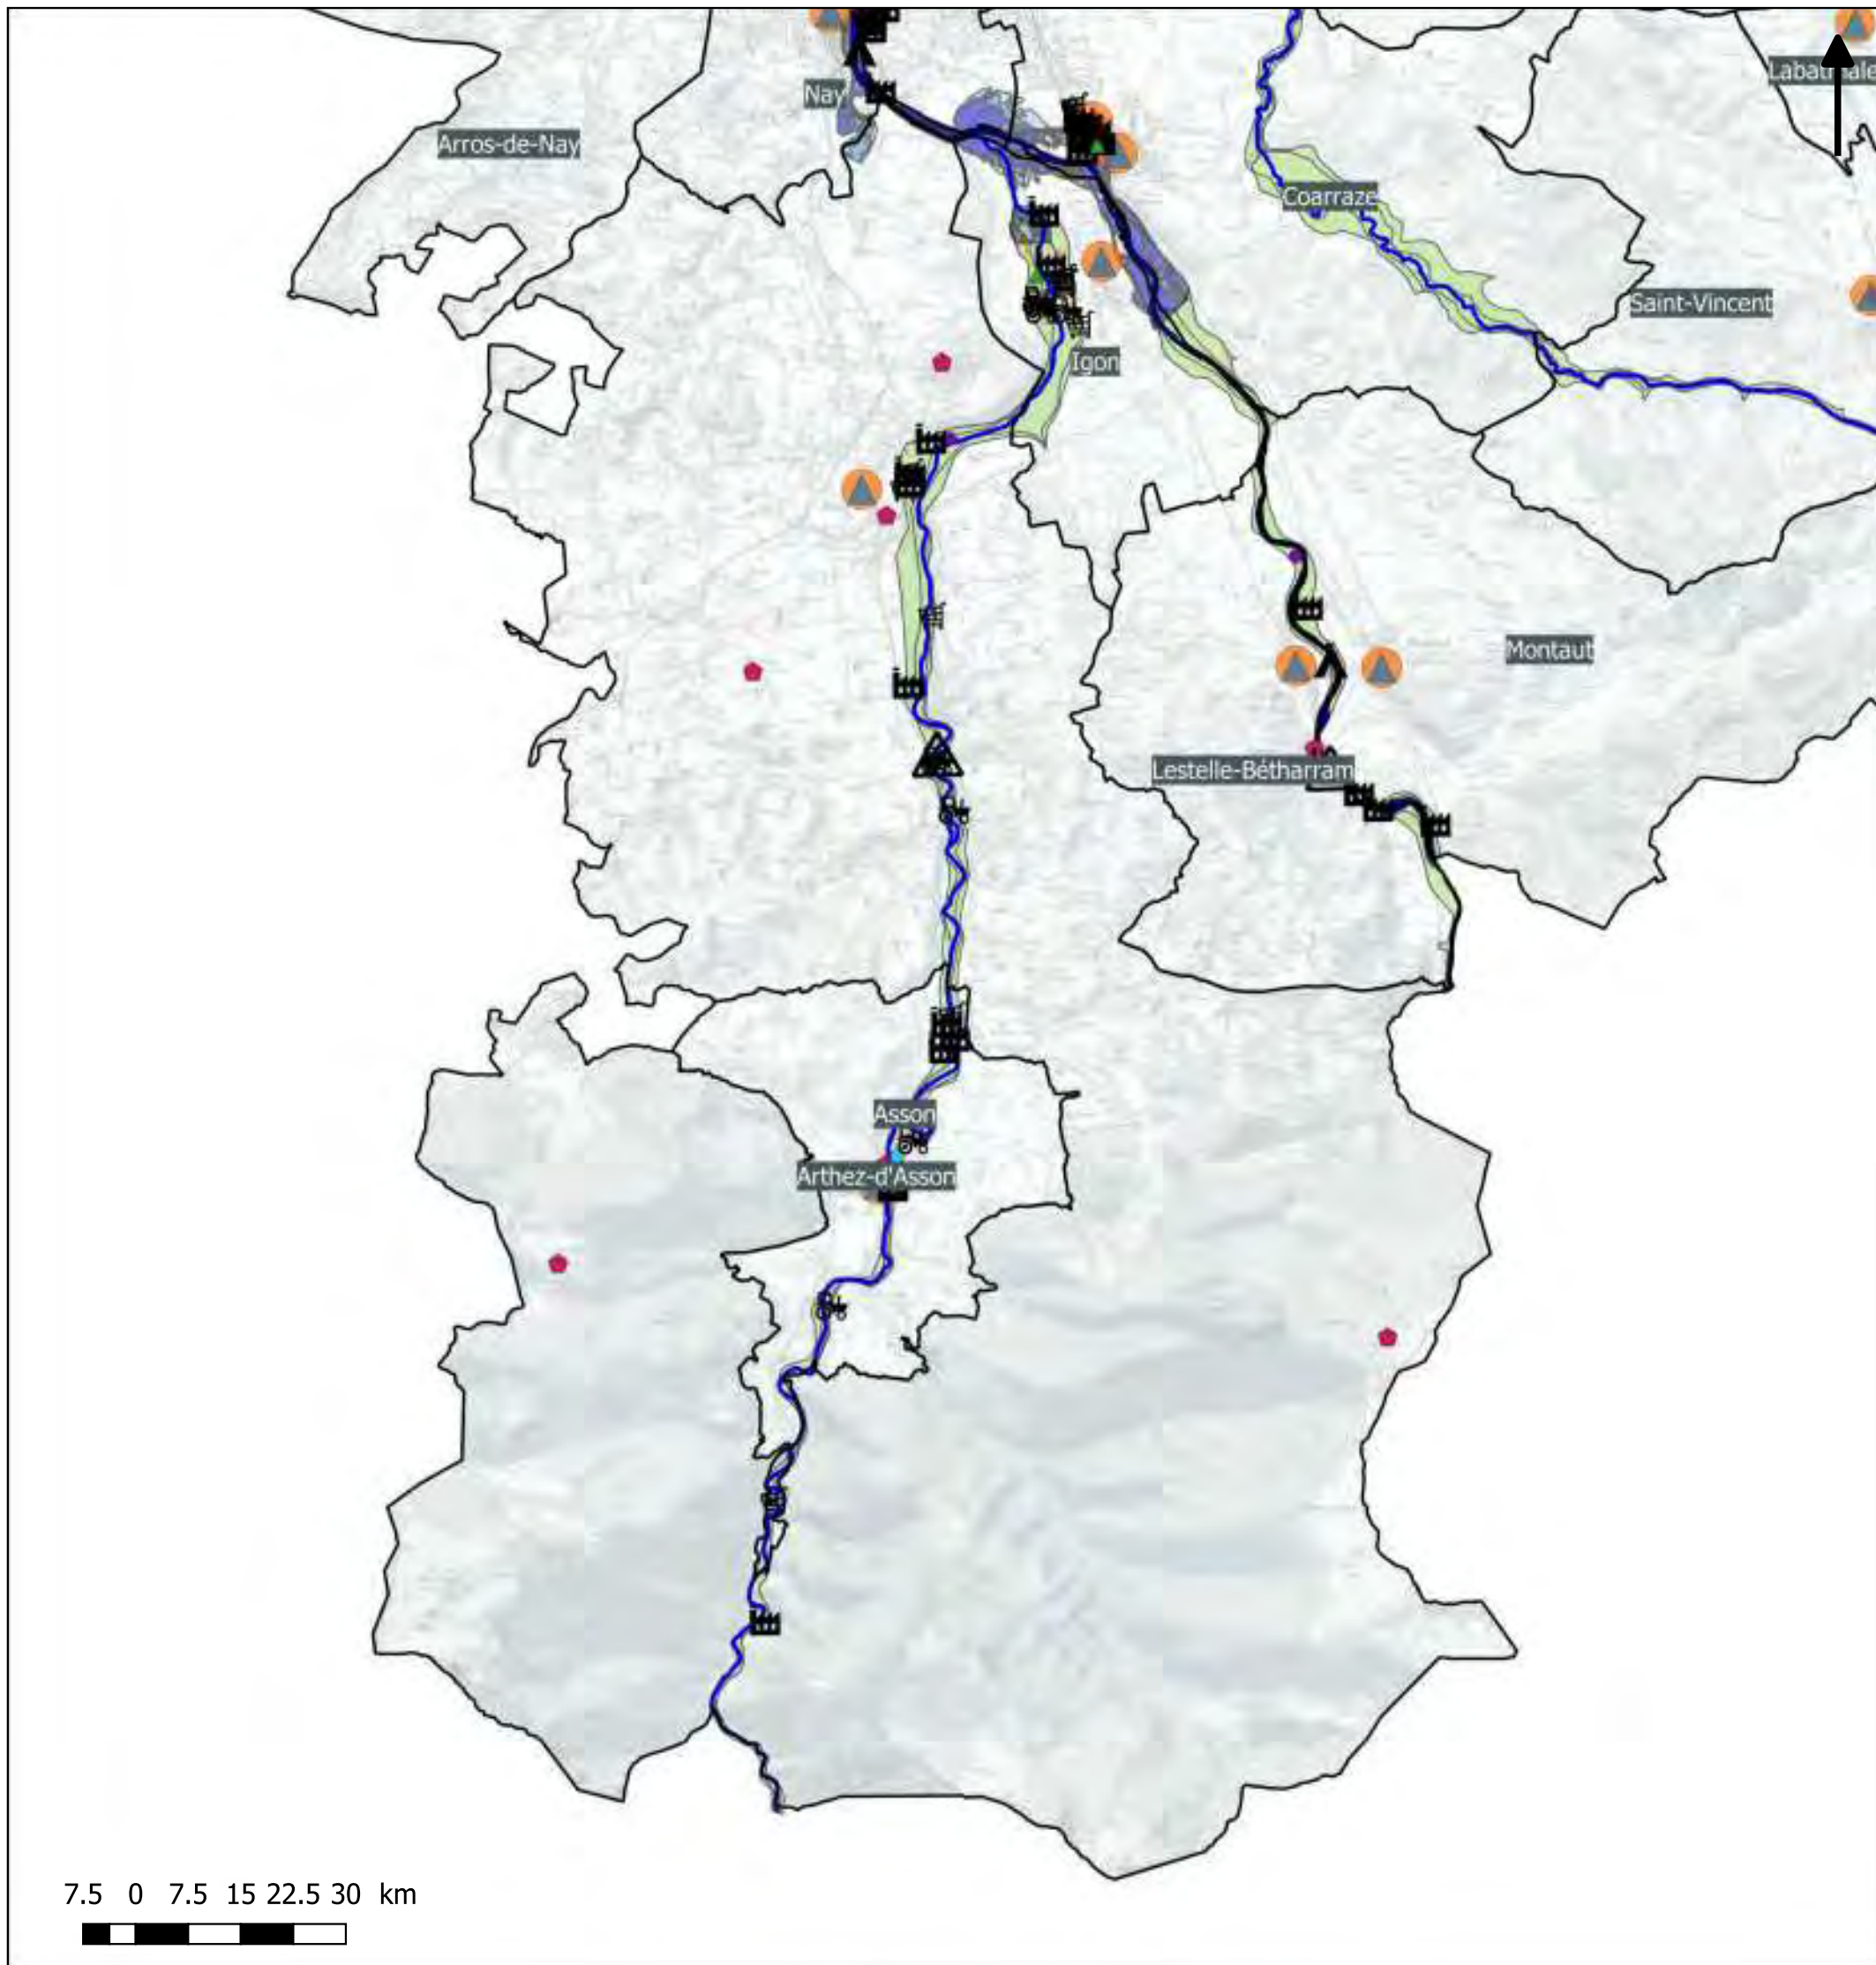 Labatmale
Nay
Arros-de-Nay
Coarraze
Saint-Vincent
Igon
Montaut
Lestelle-Bétharram
Asson
Arthez-d'Asson
7.5 0 7.5 15 22.5 30 km